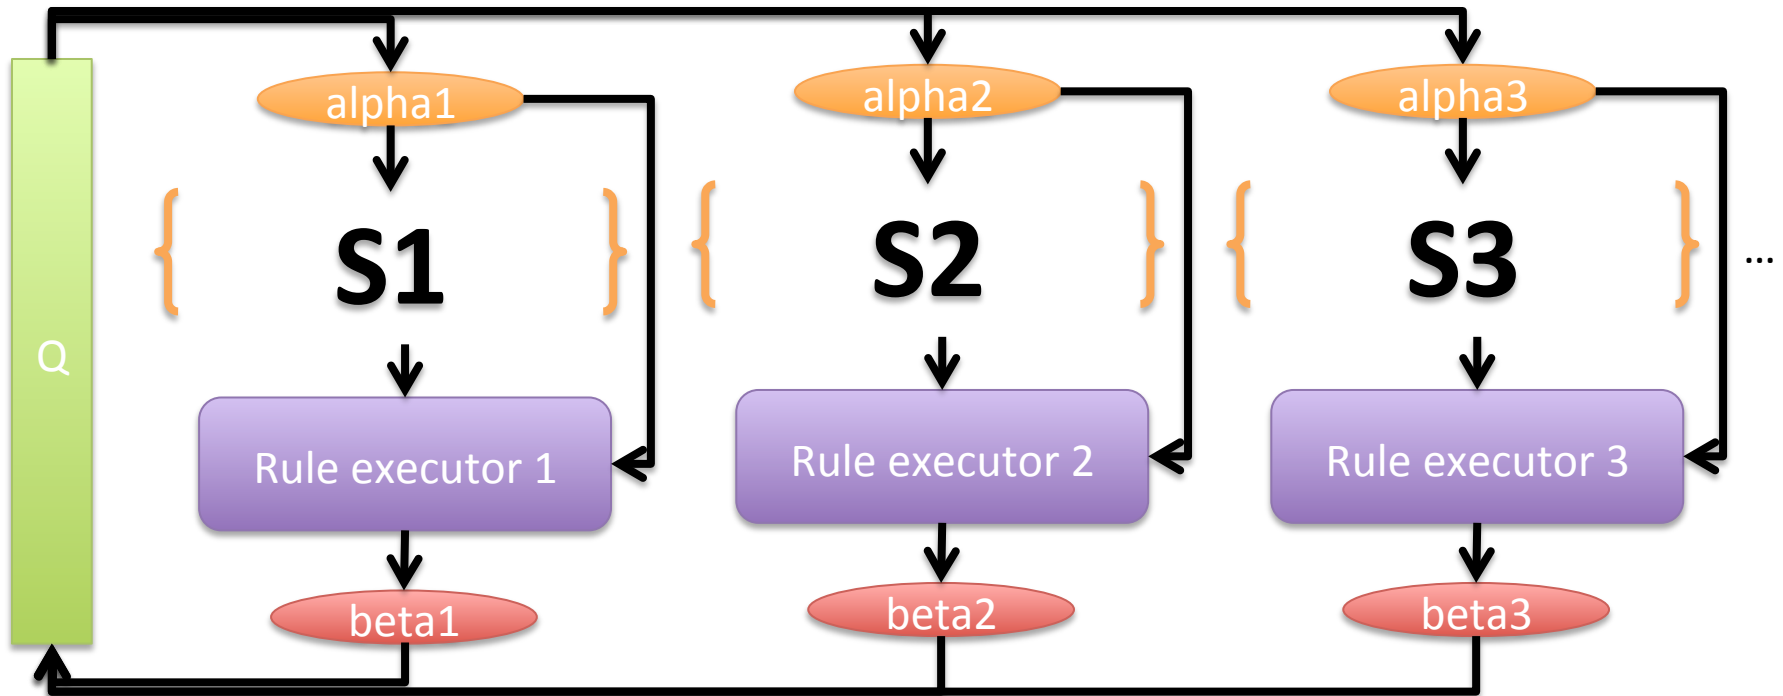 alpha1
alpha2
alpha3
{ S1 }
{ S2 }
{ S3 }
...
Q
Rule executor 1
Rule executor 2
Rule executor 3
beta1
beta2
beta3